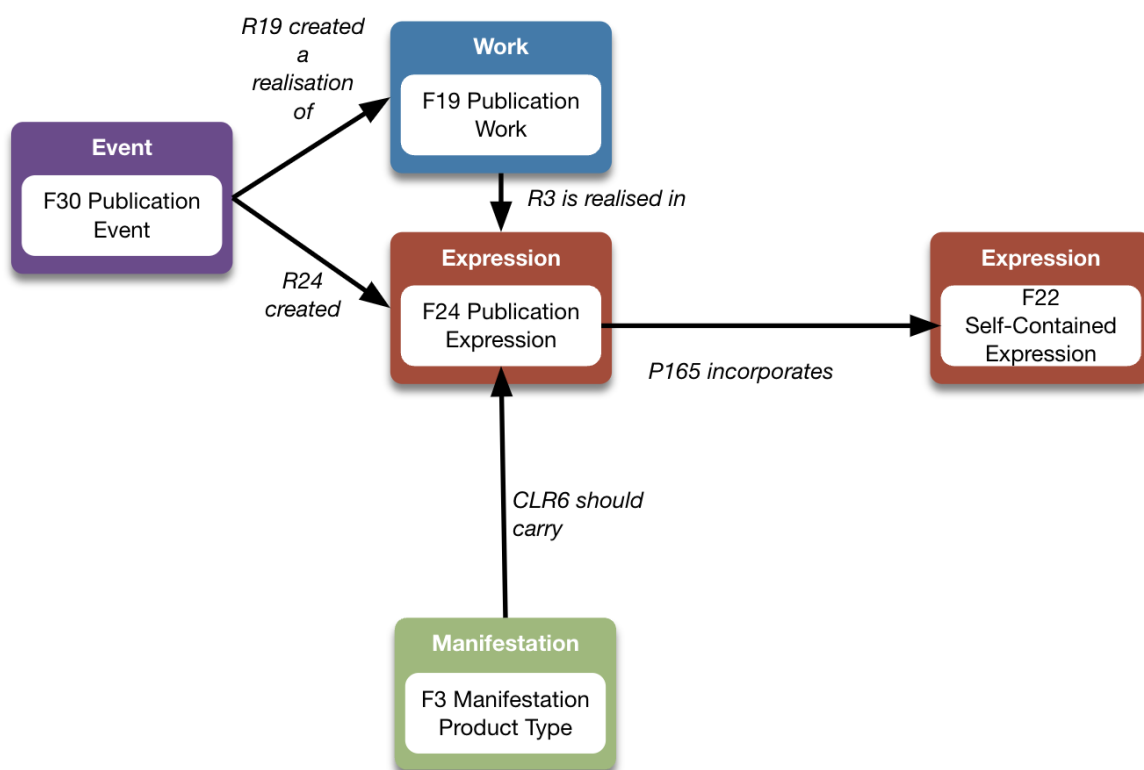 R19 created
a
realisation
of
Work
F19 Publication
Work
Event
F30 Publication
Event
R3 is realised in
R24
created
Expression
F24 Publication
Expression
Expression
F22
Self-Contained
Expression
P165 incorporates
CLR6 should
carry
Manifestation
F3 Manifestation
Product Type